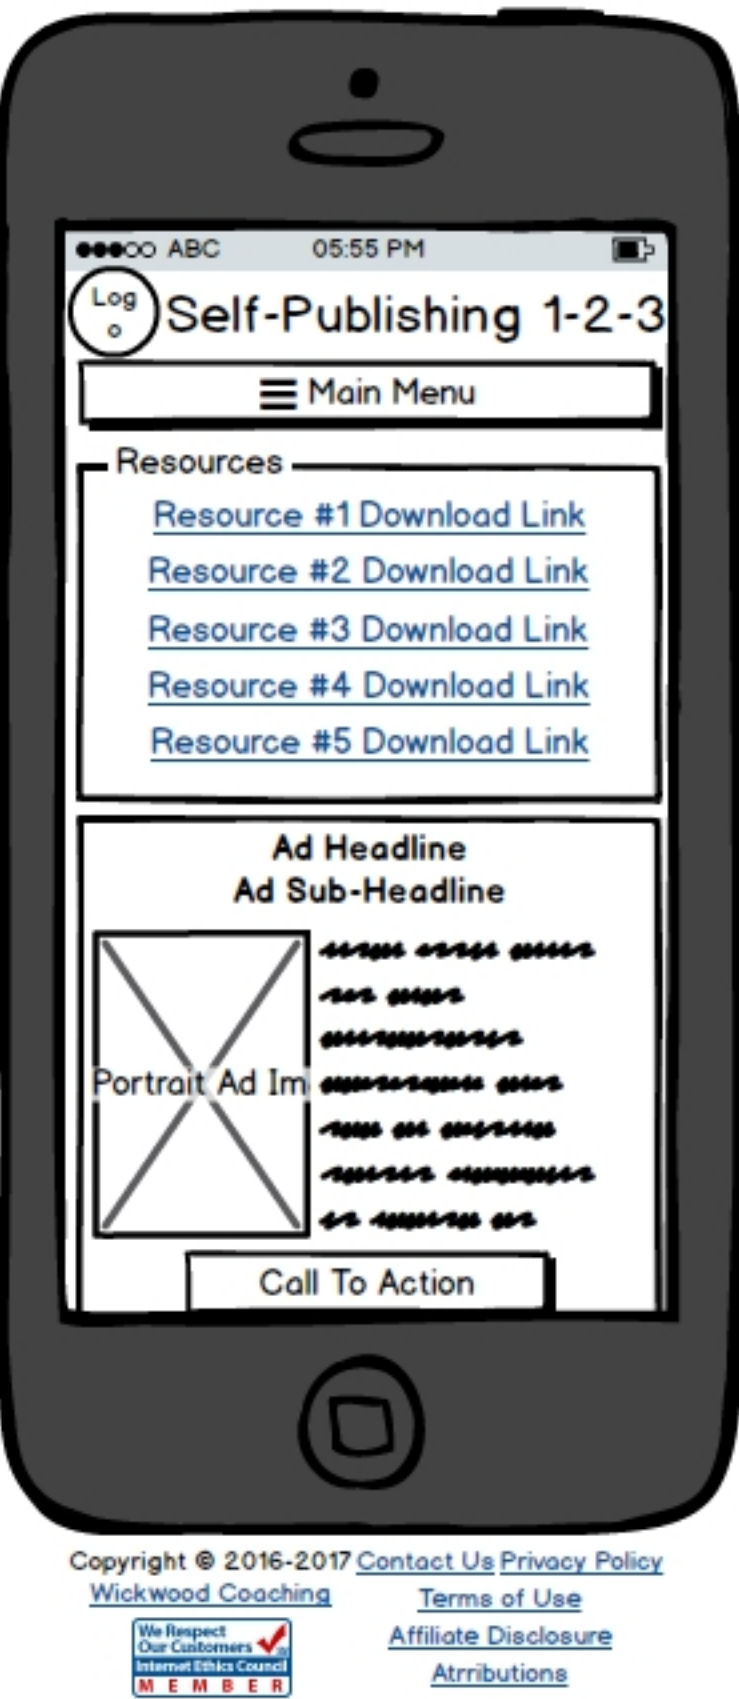 ABC 05:55 PM
Log
o
Self-Publishing 1-2-3
Main Menu
Resources
Resource #1 Download Link
Resource #2 Download Link
Resource #3 Download Link
Resource #4 Download Link
Resource #5 Download Link
Ad Headline
Ad Sub-Headline
Portrait Ad Im
Call To Action
Copyright © 2016-2017 Contact Us Privacy Policy
Wickwood Coaching
Terms of Use
Affiliate Disclosure
Atrributions
We Respect
Our Customers
Internet Ethics Council
MEMBER